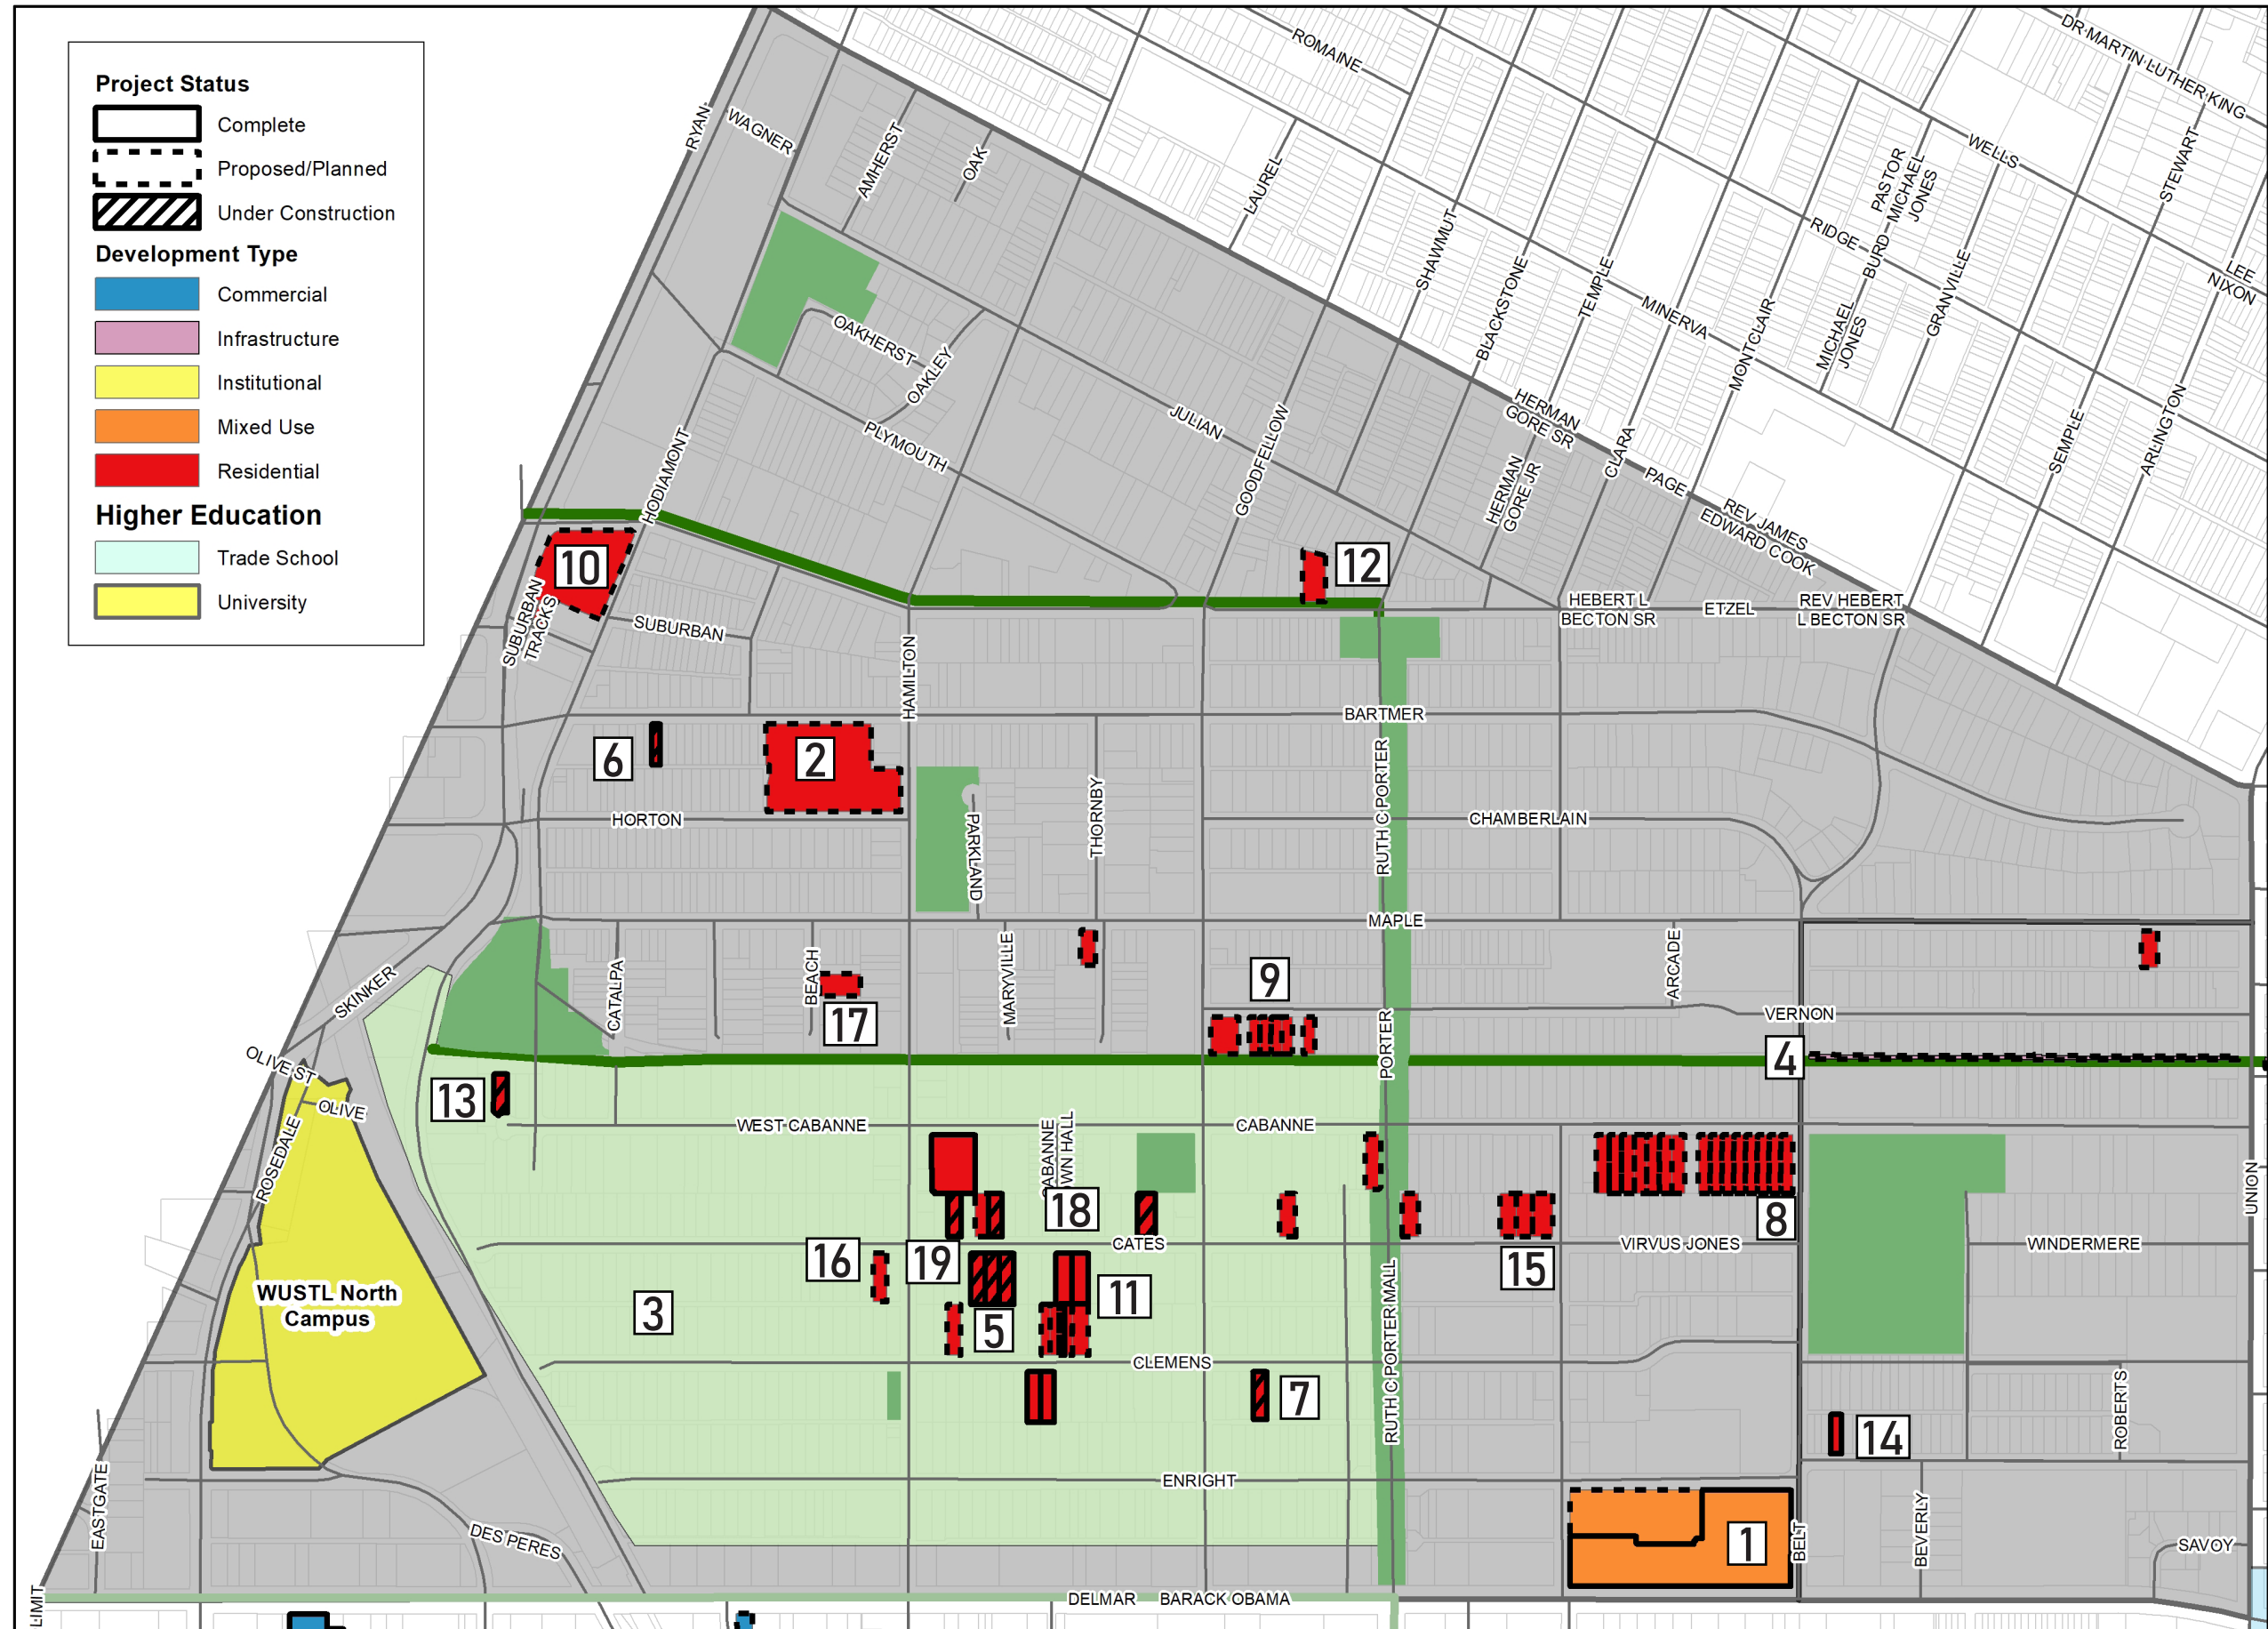 Project Status
Complete
Proposed/Planned
Under Construction
Development Type
Commercial
Infrastructure
Institutional
Mixed Use
Residential
Higher Education
Trade School
University
ROMAINE
DR MARTIN LUTHER KING
RYAN
WAGNER
AMHERST
OAK
LAUREL
WELLS
STEWART
PASTOR
MICHAEL
JONES
BURD
RIDGE
SHAWMUT
BLACKSTONE
TEMPLE
MINERVA
MONTCLAIR
MICHAEL
JONES
GRANVILLE
LEE
NIXON
OAKHERST
OAKLEY
PLYMOUTH
JULIAN
GOODFELLOW
HERMAN
GORE SR
HERMAN
GORE JR
CLARA
PAGE
REV JAMES
EDWARD COOK
SEMPLE
ARLINGTON
HODIAMONT
10
12
SUBURBAN
TRACKS
SUBURBAN
HAMILTON
HEBERT L
BECTON SR
ETZEL
REV HEBERT
L BECTON SR
BARTMER
6
2
HORTON
PARKLAND
THORNBY
RUTH C PORTER
CHAMBERLAIN
MAPLE
SKINKER
CATALPA
BEACH
17
MARYVILLE
9
ARCADE
VERNON
PORTER
4
OLIVE ST
OLIVE
ROSEDALE
13
WEST CABANNE
CABANNE
TOWN HALL
CABANNE
18
8
UNION
CATES
VIRVUS JONES
WINDERMERE
16
19
15
WUSTL North
Campus
3
5
11
CLEMENS
RUTH C PORTER MALL
7
14
ROBERTS
ENRIGHT
EASTGATE
DES PERES
1
BELT
BEVERLY
SAVOY
LIMIT
DELMAR
BARACK OBAMA